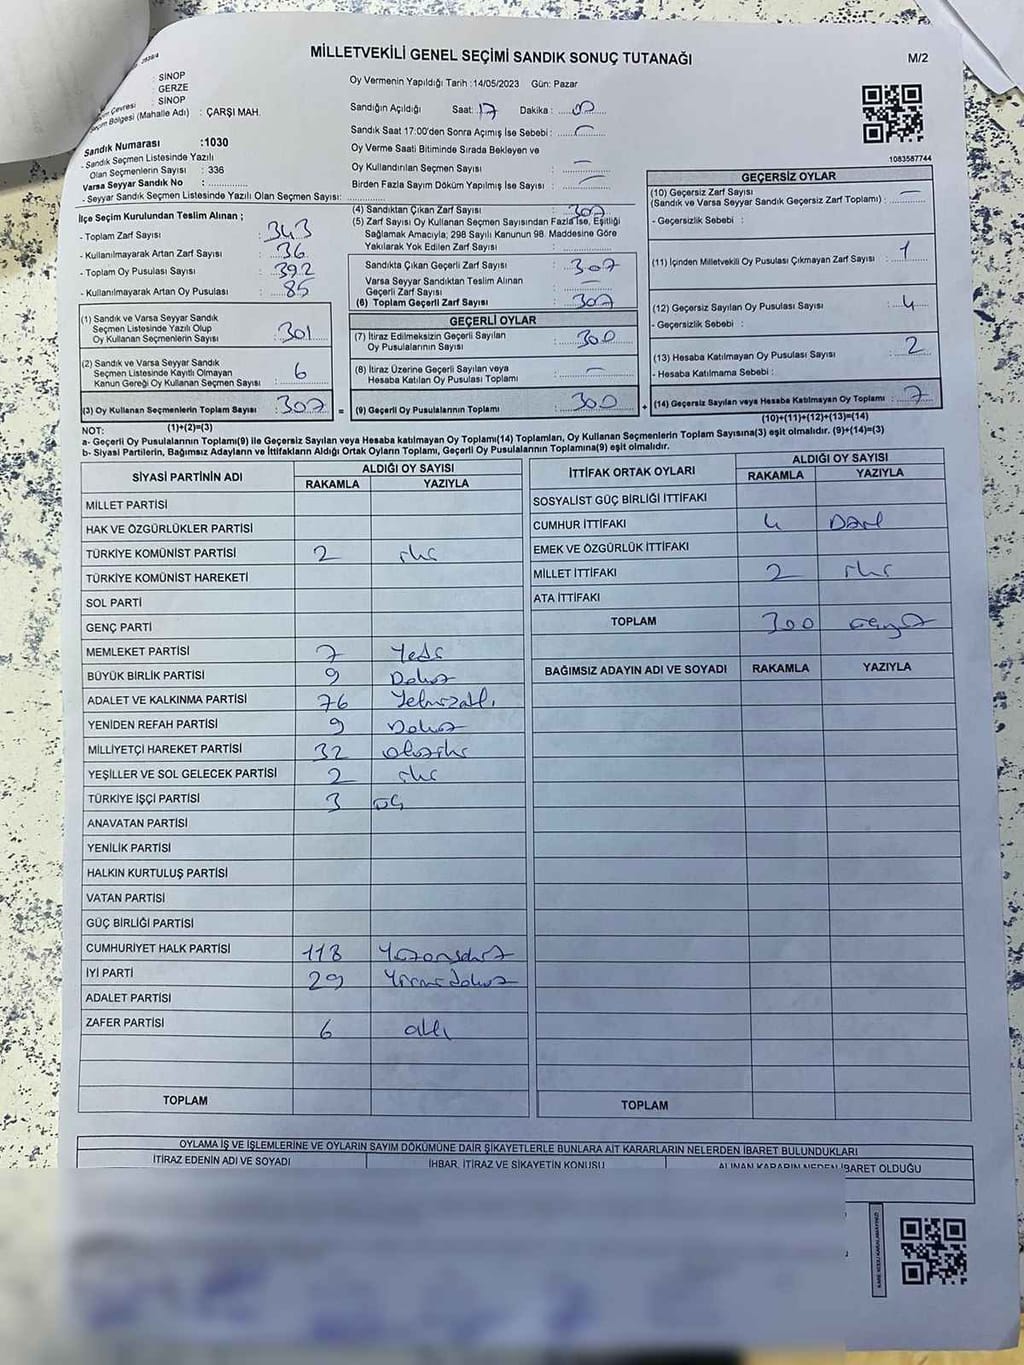 MİLLETVEKİLİ GENEL SEÇİMİ SANDIK SONUÇ TUTANAĞI
M/2
: SİNOP
: GERZE
Çevresi : SİNOP
Seçim Bölgesi (Mahalle Adı) : ÇARŞI MAH.
Oy Vermenin Yapıldığı Tarih :14/05/2023 Gün: Pazar
Sandığın Açıldığı Saat: 17 Dakika :
Sandık Saat 17:00'den Sonra Açımış İse Sebebi :
Oy Verme Saati Bitiminde Sırada Bekleyen ve
Oy Kullandırılan Seçmen Sayısı :
Birden Fazla Sayım Döküm Yapılmış İse Sayısı :
1083587744
Sandık Numarası :1030
- Sandık Seçmen Listesinde Yazılı
Olan Seçmenlerin Sayısı : 336
Varsa Seyyar Sandık No :
- Seyyar Sandık Seçmen Listesinde Yazılı Olan Seçmen Sayısı:
İlçe Seçim Kurulundan Teslim Alınan ;
- Toplam Zarf Sayısı : 343
- Kullanılmayarak Artan Zarf Sayısı : 36
- Toplam Oy Pusulası Sayısı : 392
- Kullanılmayarak Artan Oy Pusulası : 85
(1) Sandık ve Varsa Seyyar Sandık
Seçmen Listesinde Yazılı Olup
Oy Kullanan Seçmenlerin Sayısı : 301
(2) Sandık ve Varsa Seyyar Sandık
Seçmen Listesinde Kayıtlı Olmayan
Kanun Gereği Oy Kullanan Seçmen Sayısı : 6
(3) Oy Kullanan Seçmenlerin Toplam Sayısı : 307
(4) Sandıktan Çıkan Zarf Sayısı : 307
(5) Zarf Sayısı Oy Kullanan Seçmen Sayısından Fazla İse, Eşitliği
Sağlamak Amacıyla; 298 Sayılı Kanunun 98. Maddesine Göre
Yakılarak Yok Edilen Zarf Sayısı :
Sandıkta Çıkan Geçerli Zarf Sayısı : 307
Varsa Seyyar Sandıktan Teslim Alınan
Geçerli Zarf Sayısı :
(6) Toplam Geçerli Zarf Sayısı : 307
GEÇERLİ OYLAR
(7) İtiraz Edilmeksizin Geçerli Sayılan
Oy Pusulalarının Sayısı : 300
(8) İtiraz Üzerine Geçerli Sayılan veya
Hesaba Katılan Oy Pusulası Toplamı :
= (9) Geçerli Oy Pusulalarının Toplamı : 300
GEÇERSİZ OYLAR
(10) Geçersiz Zarf Sayısı
(Sandık ve Varsa Seyyar Sandık Geçersiz Zarf Toplamı) :
- Geçersizlik Sebebi :
(11) İçinden Milletvekili Oy Pusulası Çıkmayan Zarf Sayısı : 1
(12) Geçersiz Sayılan Oy Pusulası Sayısı : 4
- Geçersizlik Sebebi :
(13) Hesaba Katılmayan Oy Pusulası Sayısı : 2
- Hesaba Katılmama Sebebi :
+ (14) Geçersiz Sayılan veya Hesaba Katılmayan Oy Toplamı : 7
NOT: (1)+(2)=(3) (10)+(11)+(12)+(13)=(14)
a- Geçerli Oy Pusulalarının Toplamı(9) ile Geçersiz Sayılan veya Hesaba katılmayan Oy Toplamı(14) Toplamları, Oy Kullanan Seçmenlerin Toplam Sayısına(3) eşit olmalıdır. (9)+(14)=(3)
b- Siyasi Partilerin, Bağımsız Adayların ve İttifakların Aldığı Ortak Oyların Toplamı, Geçerli Oy Pusulalarının Toplamına(9) eşit olmalıdır.
SİYASİ PARTİNİN ADI ALDIĞI OY SAYISI
RAKAMLA YAZIYLA
MİLLET PARTİSİ
HAK VE ÖZGÜRLÜKLER PARTİSİ
TÜRKİYE KOMÜNİST PARTİSİ 2 iki
TÜRKİYE KOMÜNİST HAREKETİ
SOL PARTİ
GENÇ PARTİ
MEMLEKET PARTİSİ 7 Yedi
BÜYÜK BİRLİK PARTİSİ 9 Dokuz
ADALET VE KALKINMA PARTİSİ 76 Yetmişaltı
YENİDEN REFAH PARTİSİ 9 Dokuz
MİLLİYETÇİ HAREKET PARTİSİ 32 otuziki
YEŞİLLER VE SOL GELECEK PARTİSİ 2 iki
TÜRKİYE İŞÇİ PARTİSİ 3 üç
ANAVATAN PARTİSİ
YENİLİK PARTİSİ
HALKIN KURTULUŞ PARTİSİ
VATAN PARTİSİ
GÜÇ BİRLİĞİ PARTİSİ
CUMHURİYET HALK PARTİSİ 118 Yüzonsekiz
İYİ PARTİ 29 Yirmidokuz
ADALET PARTİSİ
ZAFER PARTİSİ 6 altı
TOPLAM
İTTİFAK ORTAK OYLARI ALDIĞI OY SAYISI
RAKAMLA YAZIYLA
SOSYALİST GÜÇ BİRLİĞİ İTTİFAKI
CUMHUR İTTİFAKI 4 Dört
EMEK VE ÖZGÜRLÜK İTTİFAKI
MİLLET İTTİFAKI 2 iki
ATA İTTİFAKI
TOPLAM 300 üçyüz
BAĞIMSIZ ADAYIN ADI VE SOYADI RAKAMLA YAZIYLA
TOPLAM
OYLAMA İŞ VE İŞLEMLERİNE VE OYLARIN SAYIM DÖKÜMÜNE DAİR ŞİKAYETLERLE BUNLARA AİT KARARLARIN NELERDEN İBARET BULUNDUKLARI
İTİRAZ EDENİN ADI VE SOYADI İHBAR, İTİRAZ VE ŞİKAYETİN KONUSU ALINAN KARARIN NEDEN İBARET OLDUĞU